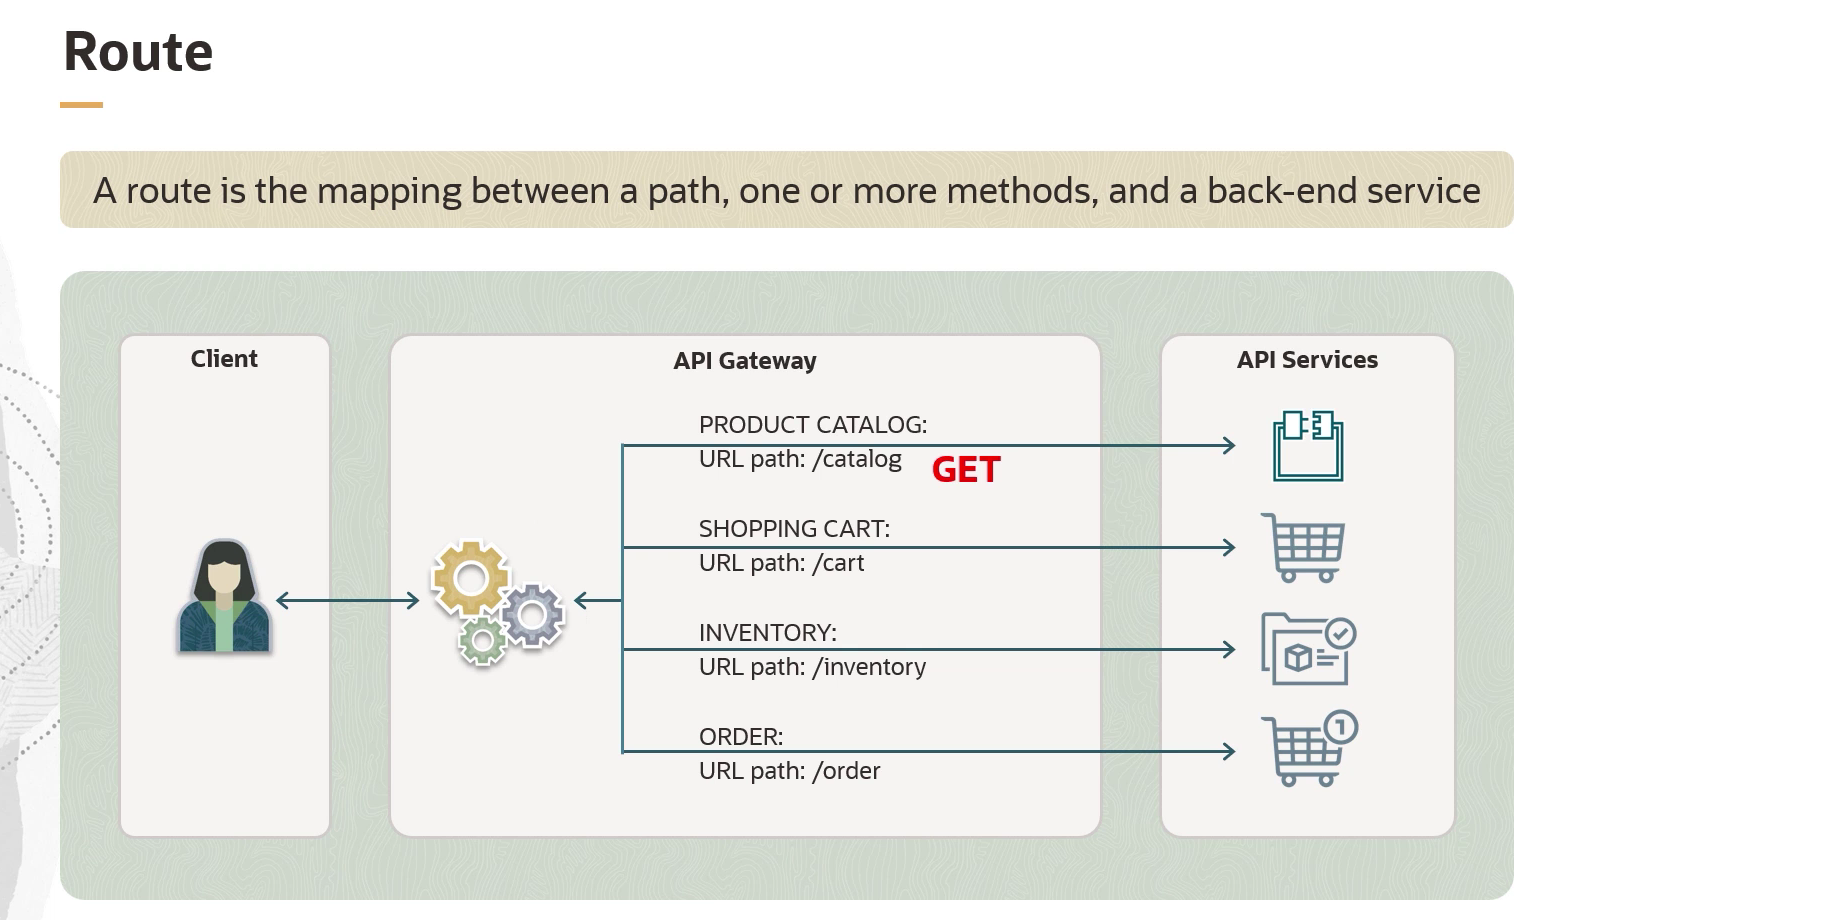 Route
A route is the mapping between a path, one or more methods, and a back-end service
Client
API Gateway
API Services
PRODUCT CATALOG:
URL path: /catalog
GET
SHOPPING CART:
URL path: /cart
INVENTORY:
URL path: /inventory
ORDER:
URL path: /order
1